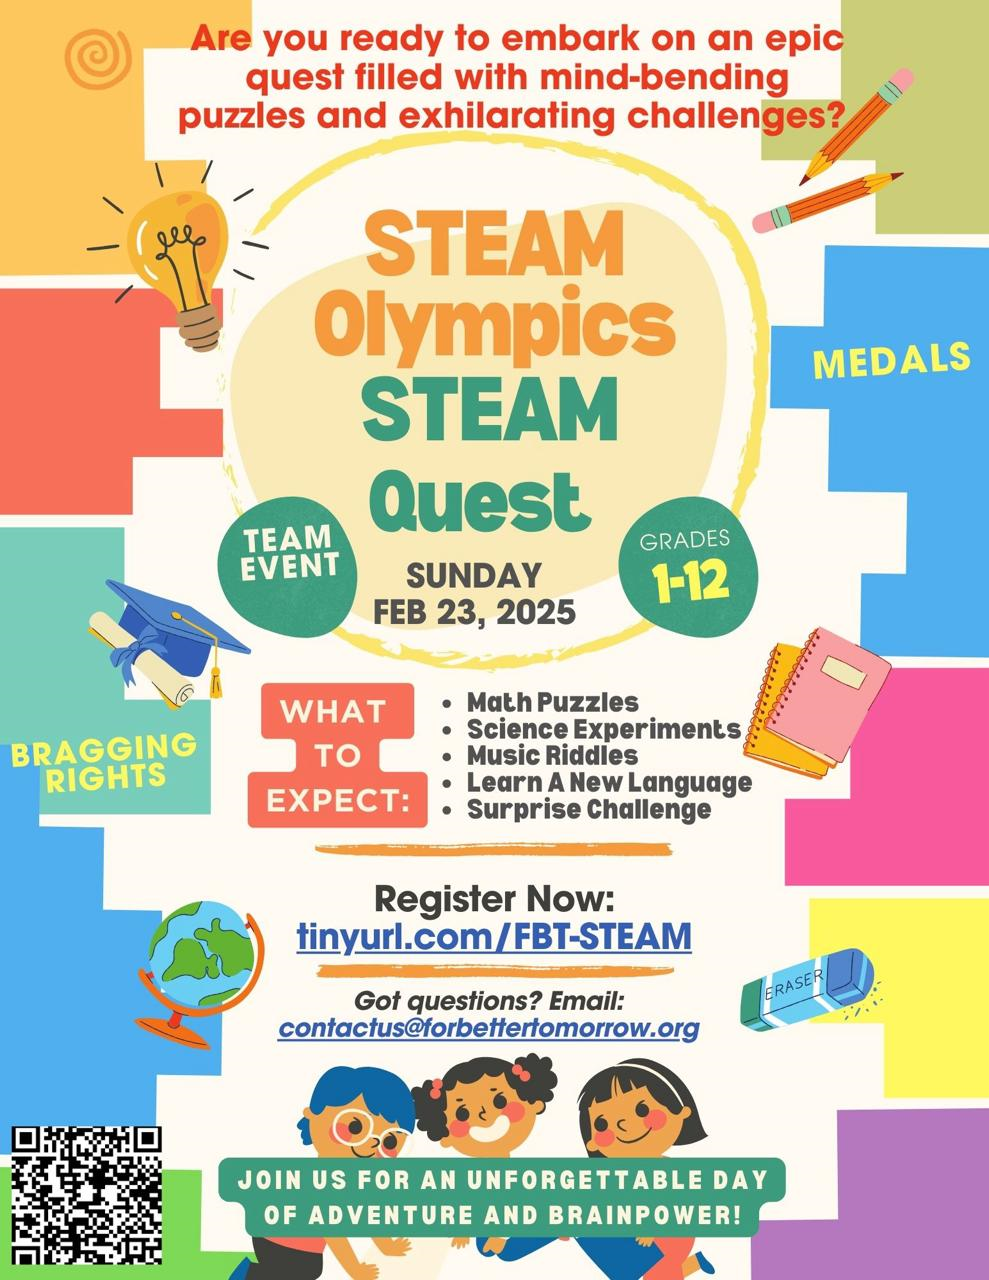 Are you ready to embark on an epic
quest filled with mind-bending
puzzles and exhilarating challenges?
STEAM
Olympics
STEAM
Quest
MEDALS
TEAM
EVENT
GRADES
1-12
SUNDAY
FEB 23, 2025
BRAGGING
RIGHTS
WHAT
TO
EXPECT:
• Math Puzzles
• Science Experiments
• Music Riddles
• Learn A New Language
• Surprise Challenge
Register Now:
tinyurl.com/FBT-STEAM
Got questions? Email:
contactus@forbettertomorrow.org
ERASER
JOIN US FOR AN UNFORGETTABLE DAY
OF ADVENTURE AND BRAINPOWER!